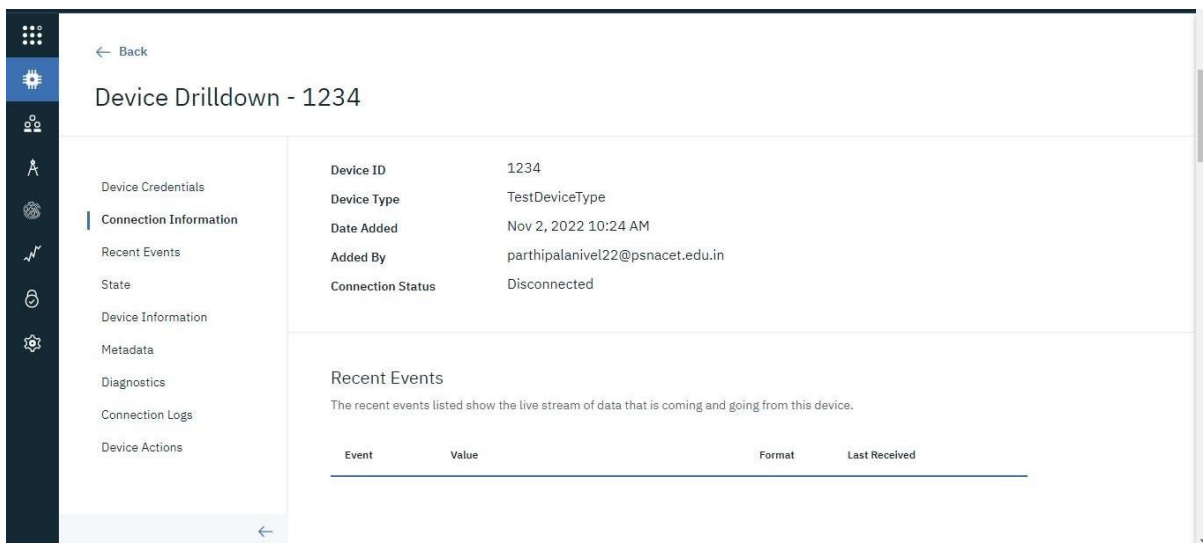 ← Back
Device Drilldown - 1234
Device Credentials
Connection Information
Recent Events
State
Device Information
Metadata
Diagnostics
Connection Logs
Device Actions
Device ID 1234
Device Type TestDeviceType
Date Added Nov 2, 2022 10:24 AM
Added By parthipalanivel22@psnacet.edu.in
Connection Status Disconnected
Recent Events
The recent events listed show the live stream of data that is coming and going from this device.
Event Value Format Last Received